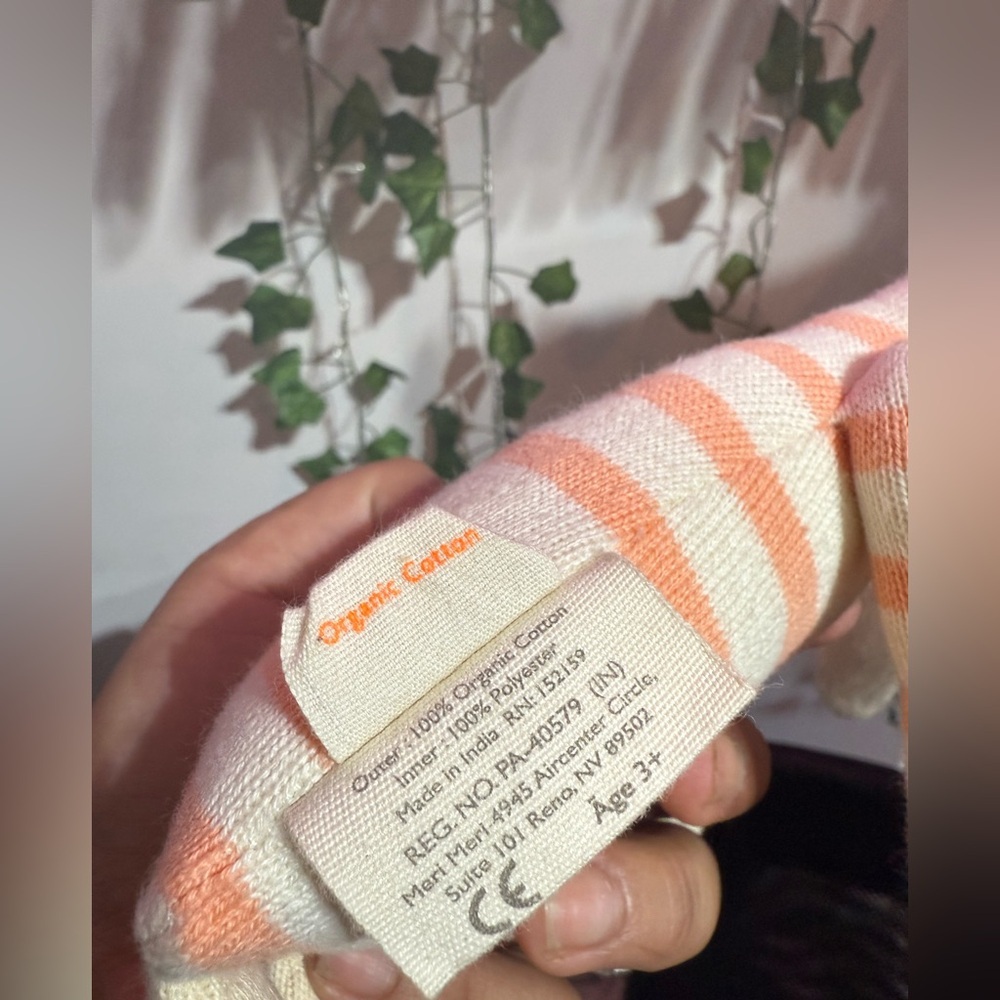 Organic Cotton
Outer : 100% Organic Cotton
Inner : 100% Polyester
Made in India RN: 152159
REG. NO. PA-40579 (IN)
Meri Meri 4945 Aircenter Circle,
Suite 101 Reno, NV 89502
Age 3+
CE